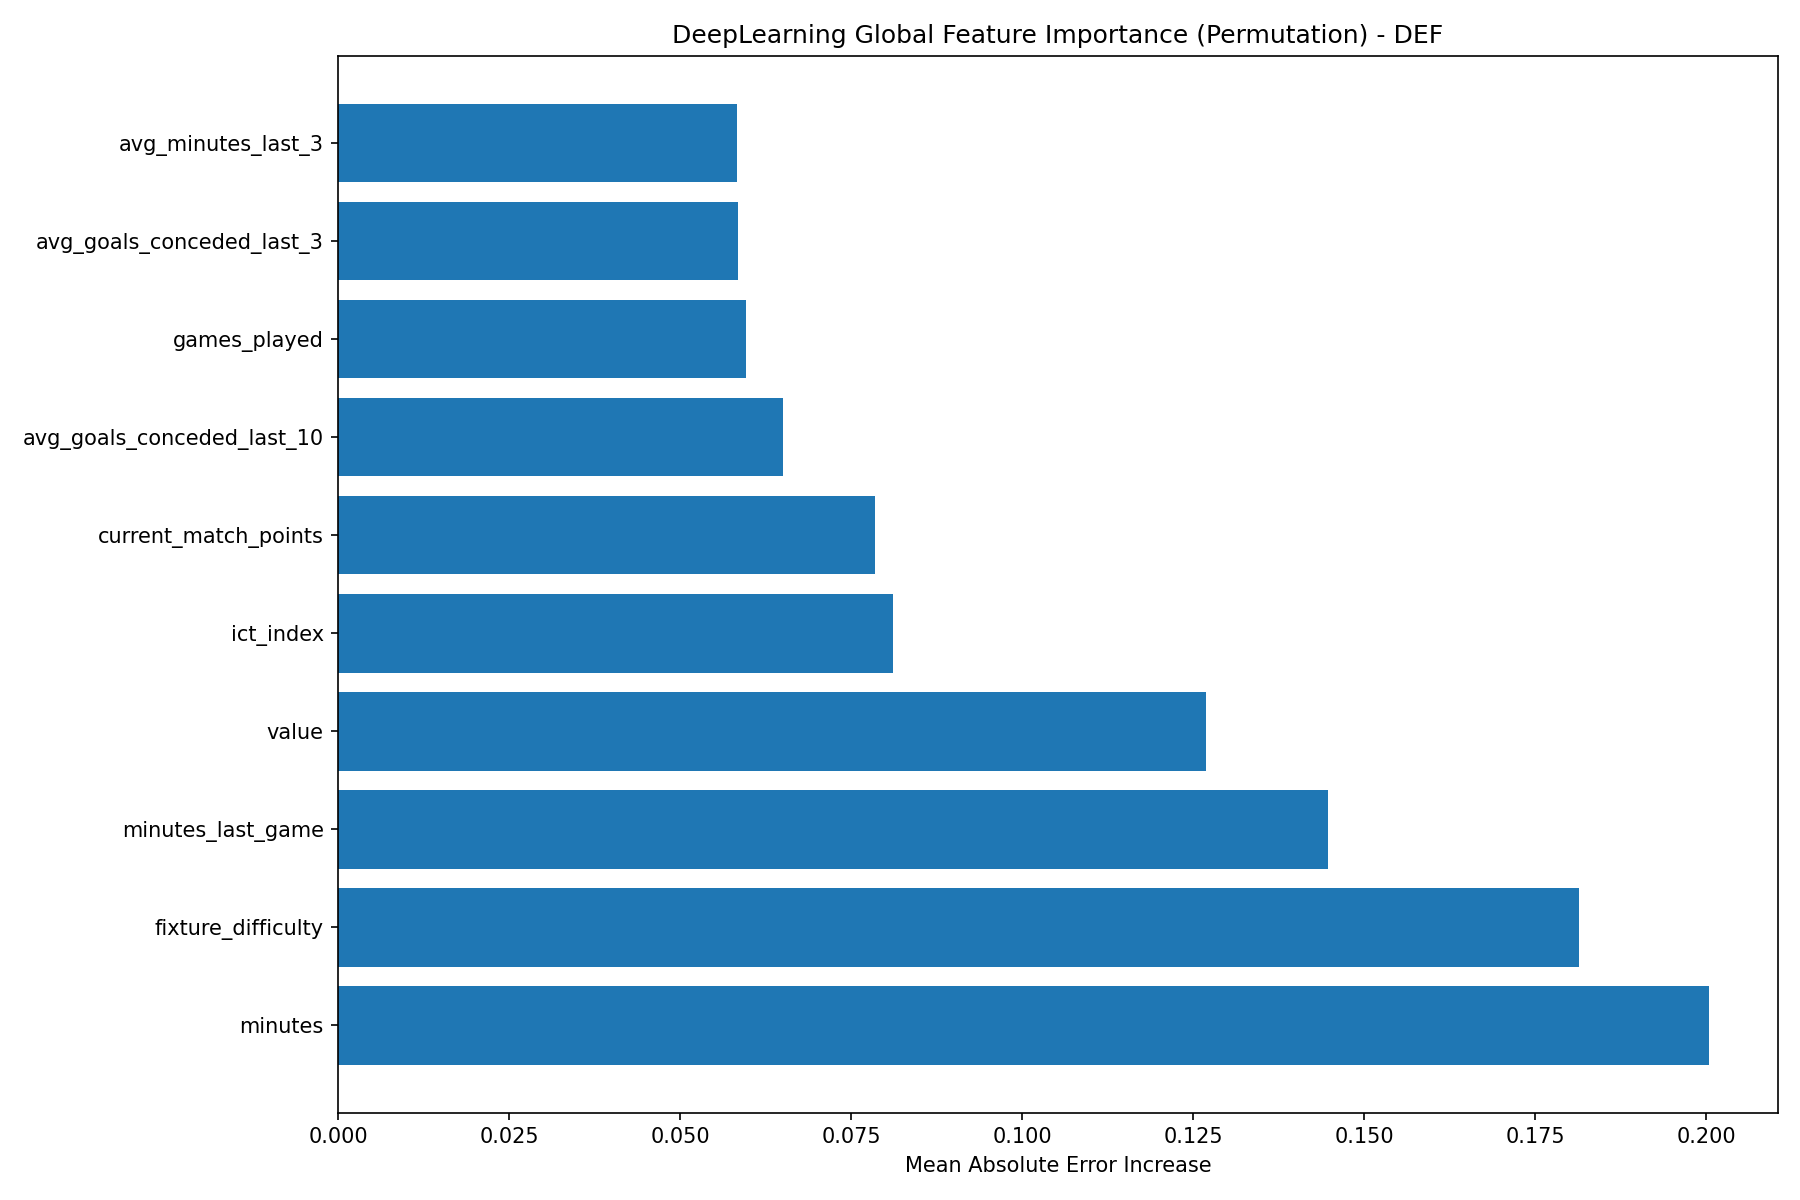 DeepLearning Global Feature Importance (Permutation) - DEF
avg_minutes_last_3
avg_goals_conceded_last_3
games_played
avg_goals_conceded_last_10
current_match_points
ict_index
value
minutes_last_game
fixture_difficulty
minutes
0.000 0.025 0.050 0.075 0.100 0.125 0.150 0.175 0.200
Mean Absolute Error Increase